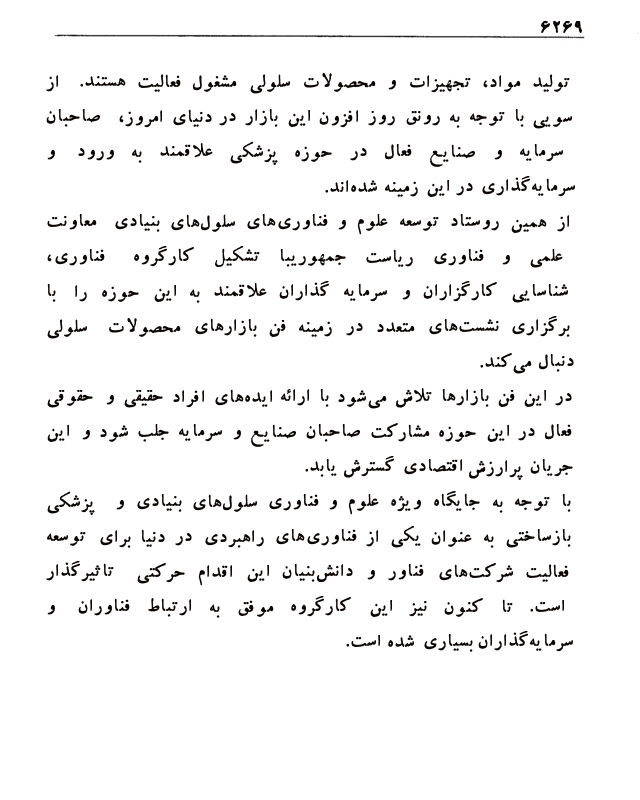 ۶۲۶۹
تولید مواد، تجهیزات و محصولات سلولی مشغول فعالیت هستند. از
سویی با توجه به رونق روز افزون این بازار در دنیای امروز، صاحبان
سرمایه و صنایع فعال در حوزه پزشکی علاقمند به ورود و
سرمایه‌گذاری در این زمینه شده‌اند.
از همین روستاد توسعه علوم و فناوری‌های سلول‌های بنیادی معاونت
علمی و فناوری ریاست جمهوریبا تشکیل کارگروه فناوری،
شناسایی کارگزاران و سرمایه گذاران علاقمند به این حوزه را با
برگزاری نشست‌های متعدد در زمینه فن بازارهای محصولات سلولی
دنبال می‌کند.
در این فن بازارها تلاش می‌شود با ارائه ایده‌های افراد حقیقی و حقوقی
فعال در این حوزه مشارکت صاحبان صنایع و سرمایه جلب شود و این
جریان پرارزش اقتصادی گسترش یابد.
با توجه به جایگاه ویژه علوم و فناوری سلول‌های بنیادی و پزشکی
بازساختی به عنوان یکی از فناوری‌های راهبردی در دنیا برای توسعه
فعالیت شرکت‌های فناور و دانش‌بنیان این اقدام حرکتی تاثیرگذار
است. تا کنون نیز این کارگروه موفق به ارتباط فناوران و
سرمایه‌گذاران بسیاری شده است.